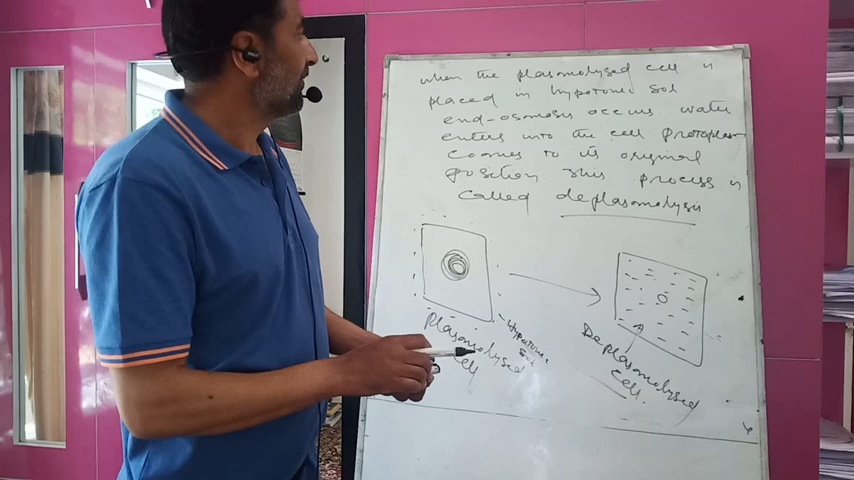 when the plasmolysed cell is
placed in hypotonic sol
end-osmosis occurs water
enters into the cell protoplasm
comes to its original
position this process is
called deplasmolysis
Plasmolysed
cell
Hypotonic
Sol
Deplasmolysed
cell.